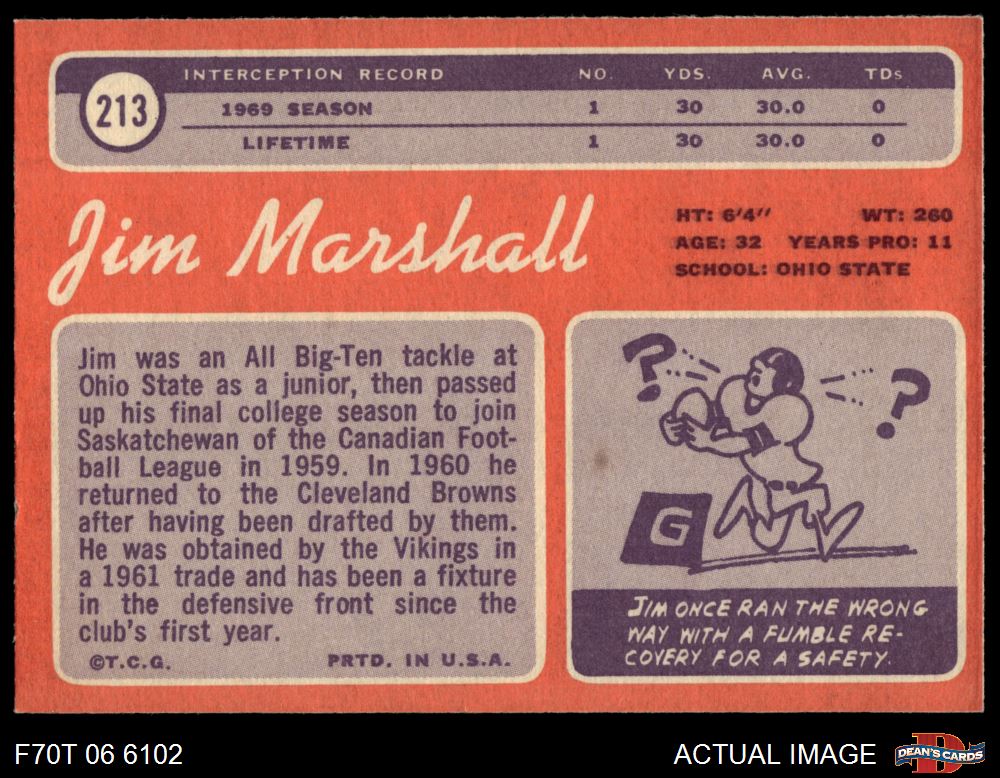 213
INTERCEPTION RECORD NO. YDS. AVG. TDs
1969 SEASON 1 30 30.0 0
LIFETIME 1 30 30.0 0
Jim Marshall
HT: 6'4" WT: 260
AGE: 32 YEARS PRO: 11
SCHOOL: OHIO STATE
Jim was an All Big-Ten tackle at
Ohio State as a junior, then passed
up his final college season to join
Saskatchewan of the Canadian Foot-
ball League in 1959. In 1960 he
returned to the Cleveland Browns
after having been drafted by them.
He was obtained by the Vikings in
a 1961 trade and has been a fixture
in the defensive front since the
club's first year.
©T.C.G. PRTD. IN U.S.A.
? ?
G
JIM ONCE RAN THE WRONG
WAY WITH A FUMBLE RE-
COVERY FOR A SAFETY.
F70T 06 6102
ACTUAL IMAGE
D
DEAN'S CARDS